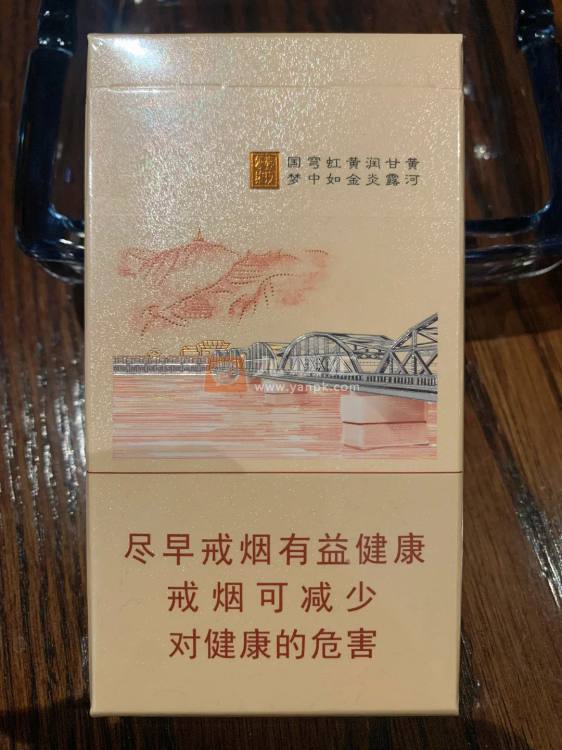 黄河
甘露
润炎
黄金
虹如
穹中
国梦
www.yanpk.com
尽早戒烟有益健康
戒烟可减少
对健康的危害